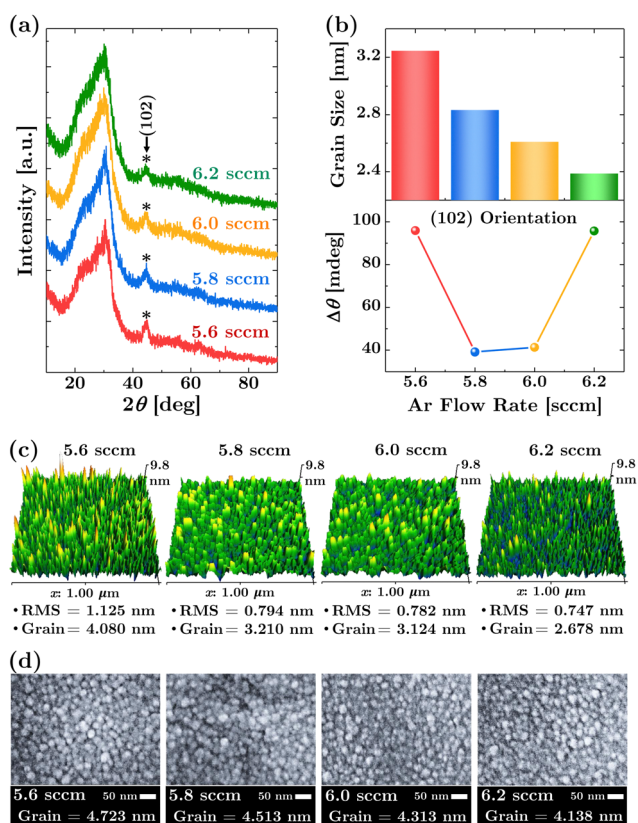 (a)
Intensity [a.u.]
(102)
*
6.2 sccm
*
6.0 sccm
*
5.8 sccm
*
5.6 sccm
10 30 50 70 90
2θ [deg]
(b)
Grain Size [nm]
3.2
2.8
2.4
(102) Orientation
Δθ [mdeg]
100
80
60
40
5.6 5.8 6.0 6.2
Ar Flow Rate [sccm]
(c)
5.6 sccm 5.8 sccm 6.0 sccm 6.2 sccm
9.8 nm 9.8 nm 9.8 nm 9.8 nm
x: 1.00 μm x: 1.00 μm x: 1.00 μm x: 1.00 μm
•RMS = 1.125 nm •RMS = 0.794 nm •RMS = 0.782 nm •RMS = 0.747 nm
•Grain = 4.080 nm •Grain = 3.210 nm •Grain = 3.124 nm •Grain = 2.678 nm
(d)
5.6 sccm 50 nm 5.8 sccm 50 nm 6.0 sccm 50 nm 6.2 sccm 50 nm
Grain = 4.723 nm Grain = 4.513 nm Grain = 4.313 nm Grain = 4.138 nm